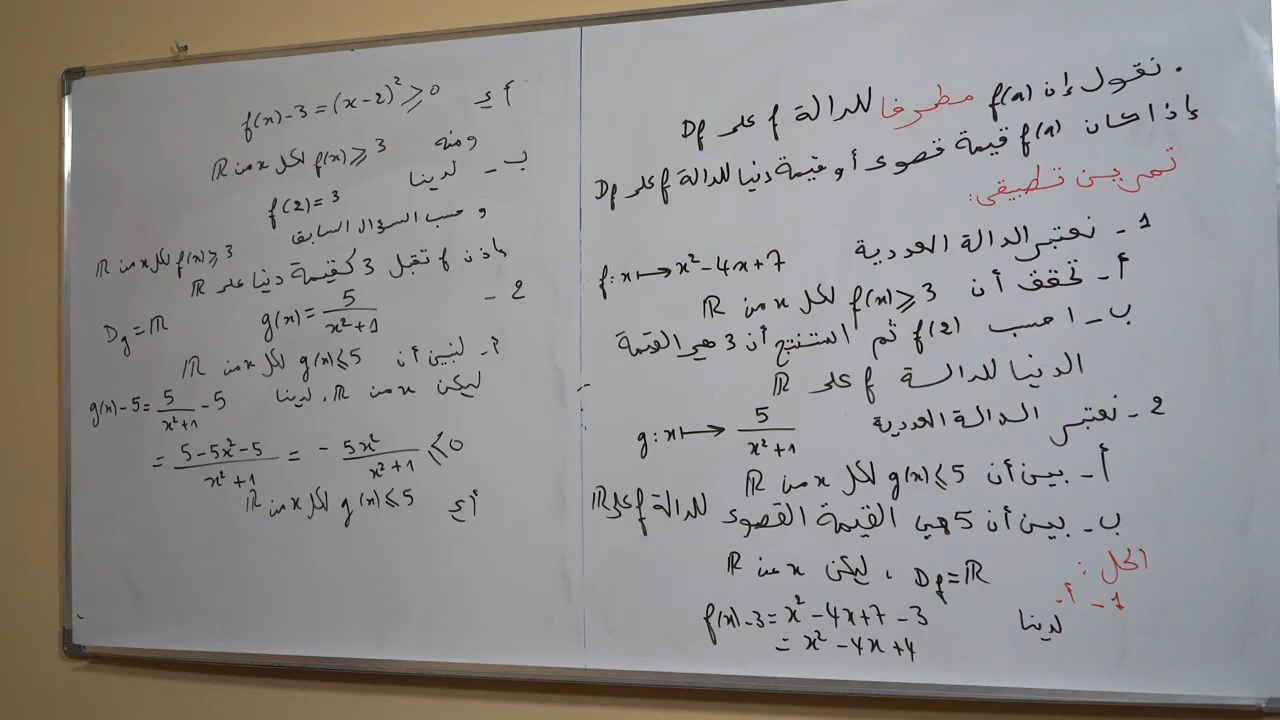 . نقول إن f(a) مطرفا للدالة f على Df
إذا كان f(a) قيمة قصوى أو قيمة دنيا للدالة f على Df
تمرين تطبيقي:
1 - نعتبر الدالة العددية
f: x ⟼ x² - 4x + 7
أ - تحقق أن f(x) ⩾ 3 لكل x من ℝ
ب - احسب f(2) ثم استنتج أن 3 هي القيمة
الدنيا للدالة f على ℝ
2 - نعتبر الدالة العددية g: x ⟼ 5/(x²+1)
أ - بين أن g(x) ⩽ 5 لكل x من ℝ
ب - بين أن 5 هي القيمة القصوى للدالة f على ℝ
الحل:
Df = ℝ ، ليكن x من ℝ
1 - أ -
لدينا f(x) - 3 = x² - 4x + 7 - 3
= x² - 4x + 4
أي f(x) - 3 = (x-2)² ⩾ 0
ومنه f(x) ⩾ 3 لكل x من ℝ
ب - لدينا
f(2) = 3
و حسب السؤال السابق
f(x) ⩾ 3 لكل x من ℝ
إذن f تقبل 3 كقيمة دنيا على ℝ
2 - g(x) = 5/(x²+1) Dg = ℝ
أ - لنبين أن g(x) ⩽ 5 لكل x من ℝ
ليكن x من ℝ، لدينا g(x) - 5 = 5/(x²+1) - 5
= (5 - 5x² - 5)/(x²+1) = - 5x²/(x²+1) ⩽ 0
أي g(x) ⩽ 5 لكل x من ℝ